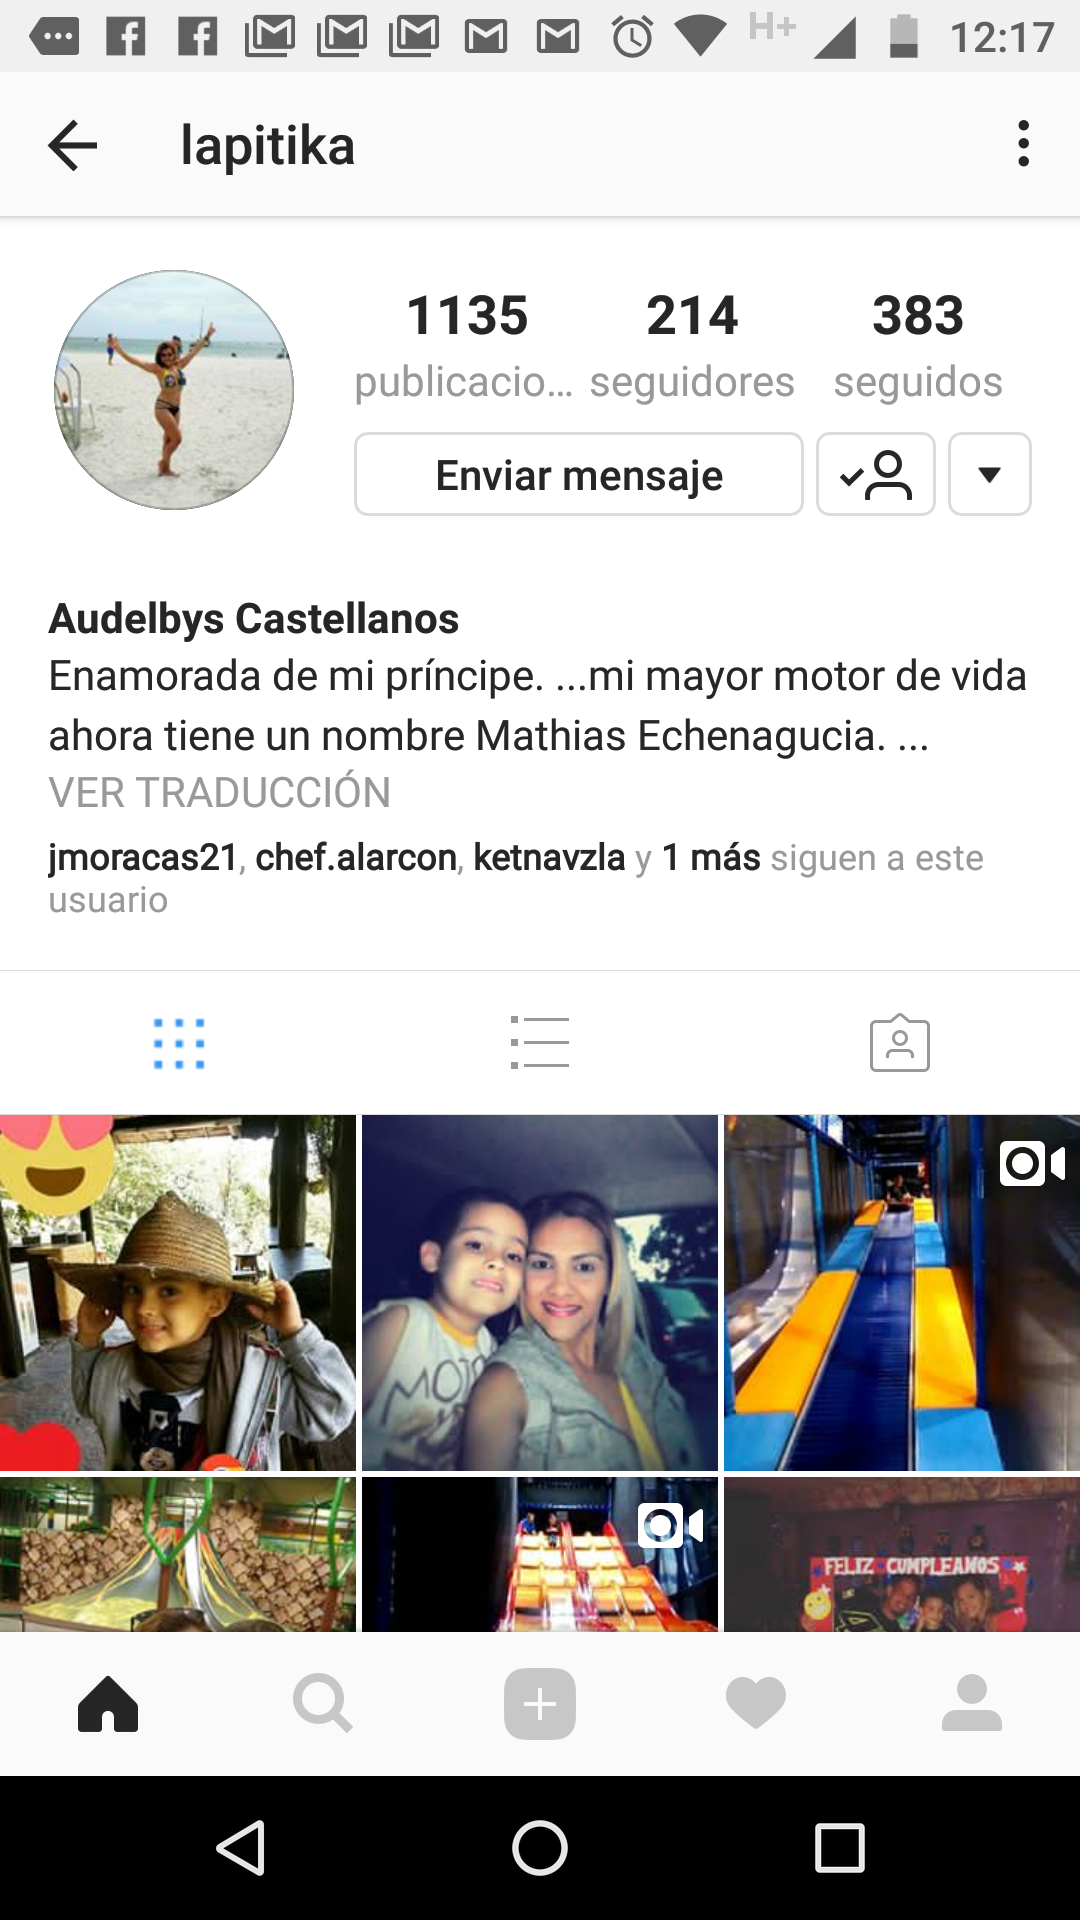 H+ 12:17
lapitika
1135 214 383
publicacio... seguidores seguidos
Enviar mensaje
Audelbys Castellanos
Enamorada de mi príncipe. ...mi mayor motor de vida
ahora tiene un nombre Mathias Echenagucia. ...
VER TRADUCCIÓN
jmoracas21, chef.alarcon, ketnavzla y 1 más siguen a este
usuario
FELIZ CUMPLEAÑOS